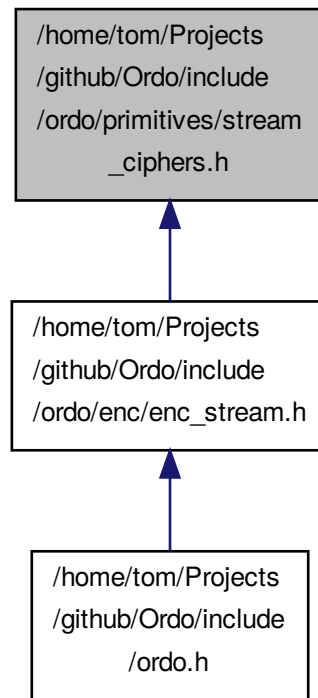 /home/tom/Projects
/github/Ordo/include
/ordo/primitives/stream
_ciphers.h
/home/tom/Projects
/github/Ordo/include
/ordo/enc/enc_stream.h
/home/tom/Projects
/github/Ordo/include
/ordo.h